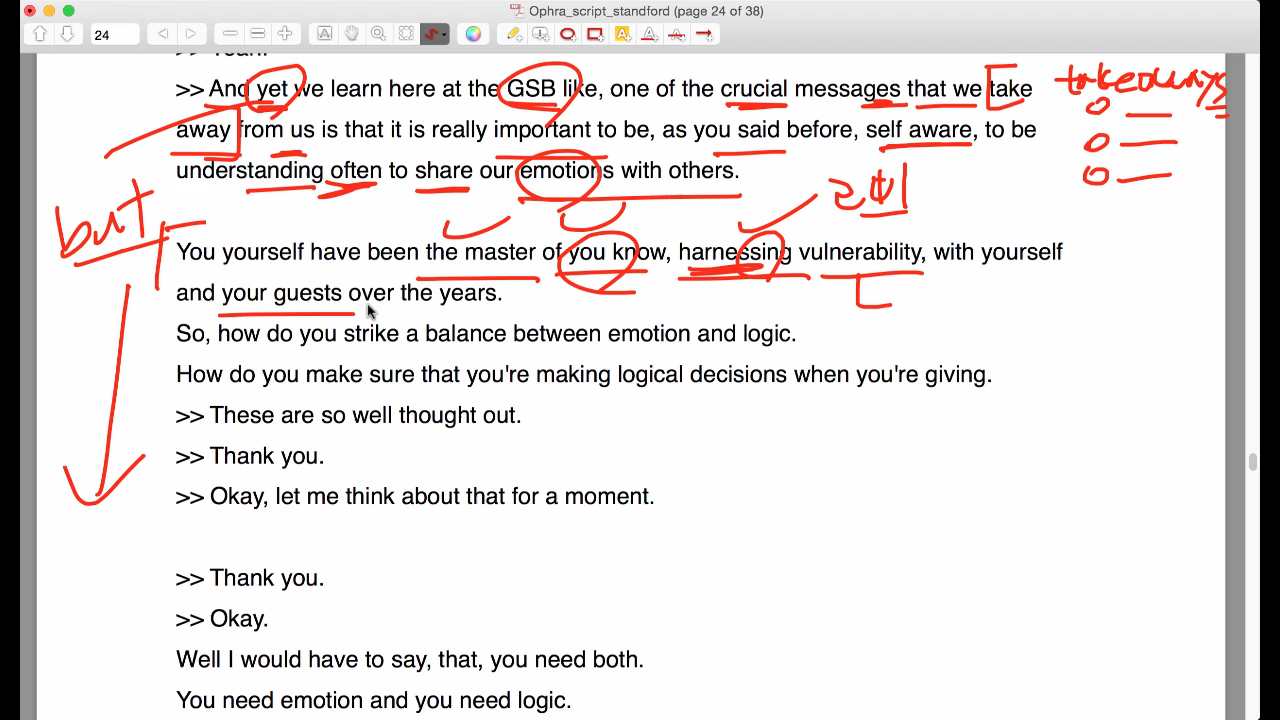 Ophra_script_standford (page 24 of 38)
24
>> And yet we learn here at the GSB like, one of the crucial messages that we take
away from us is that it is really important to be, as you said before, self aware, to be
understanding often to share our emotions with others.
takeaways
but
You yourself have been the master of you know, harnessing vulnerability, with yourself
and your guests over the years.
So, how do you strike a balance between emotion and logic.
How do you make sure that you're making logical decisions when you're giving.
>> These are so well thought out.
>> Thank you.
>> Okay, let me think about that for a moment.
>> Thank you.
>> Okay.
Well I would have to say, that, you need both.
You need emotion and you need logic.